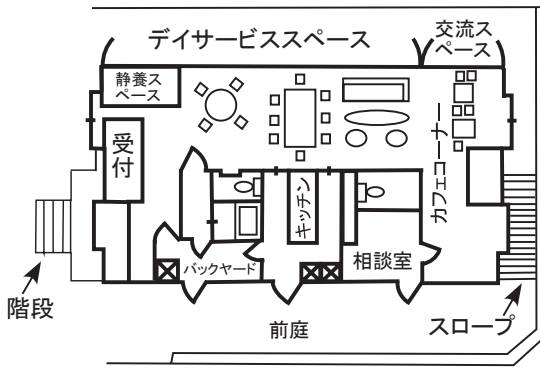 デイサービススペース
交流ス
ペース
静養ス
ペース
受付
カフェコーナー
キッチン
バックヤード
相談室
階段
スロープ
前庭